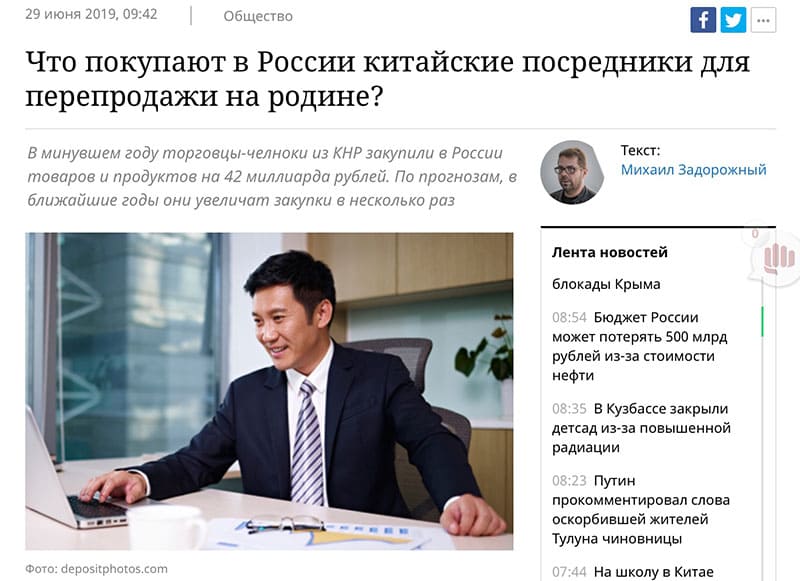 29 июня 2019, 09:42
Общество
Что покупают в России китайские посредники для
перепродажи на родине?
В минувшем году торговцы-челноки из КНР закупили в России
товаров и продуктов на 42 миллиарда рублей. По прогнозам, в
ближайшие годы они увеличат закупки в несколько раз
Текст:
Михаил Задорожный
Фото: depositphotos.com
0
Лента новостей
блокады Крыма
08:54 Бюджет России
может потерять 500 млрд
рублей из-за стоимости
нефти
08:35 В Кузбассе закрыли
детсад из-за повышенной
радиации
08:23 Путин
прокомментировал слова
оскорбившей жителей
Тулуна чиновницы
07:44 На школу в Китае